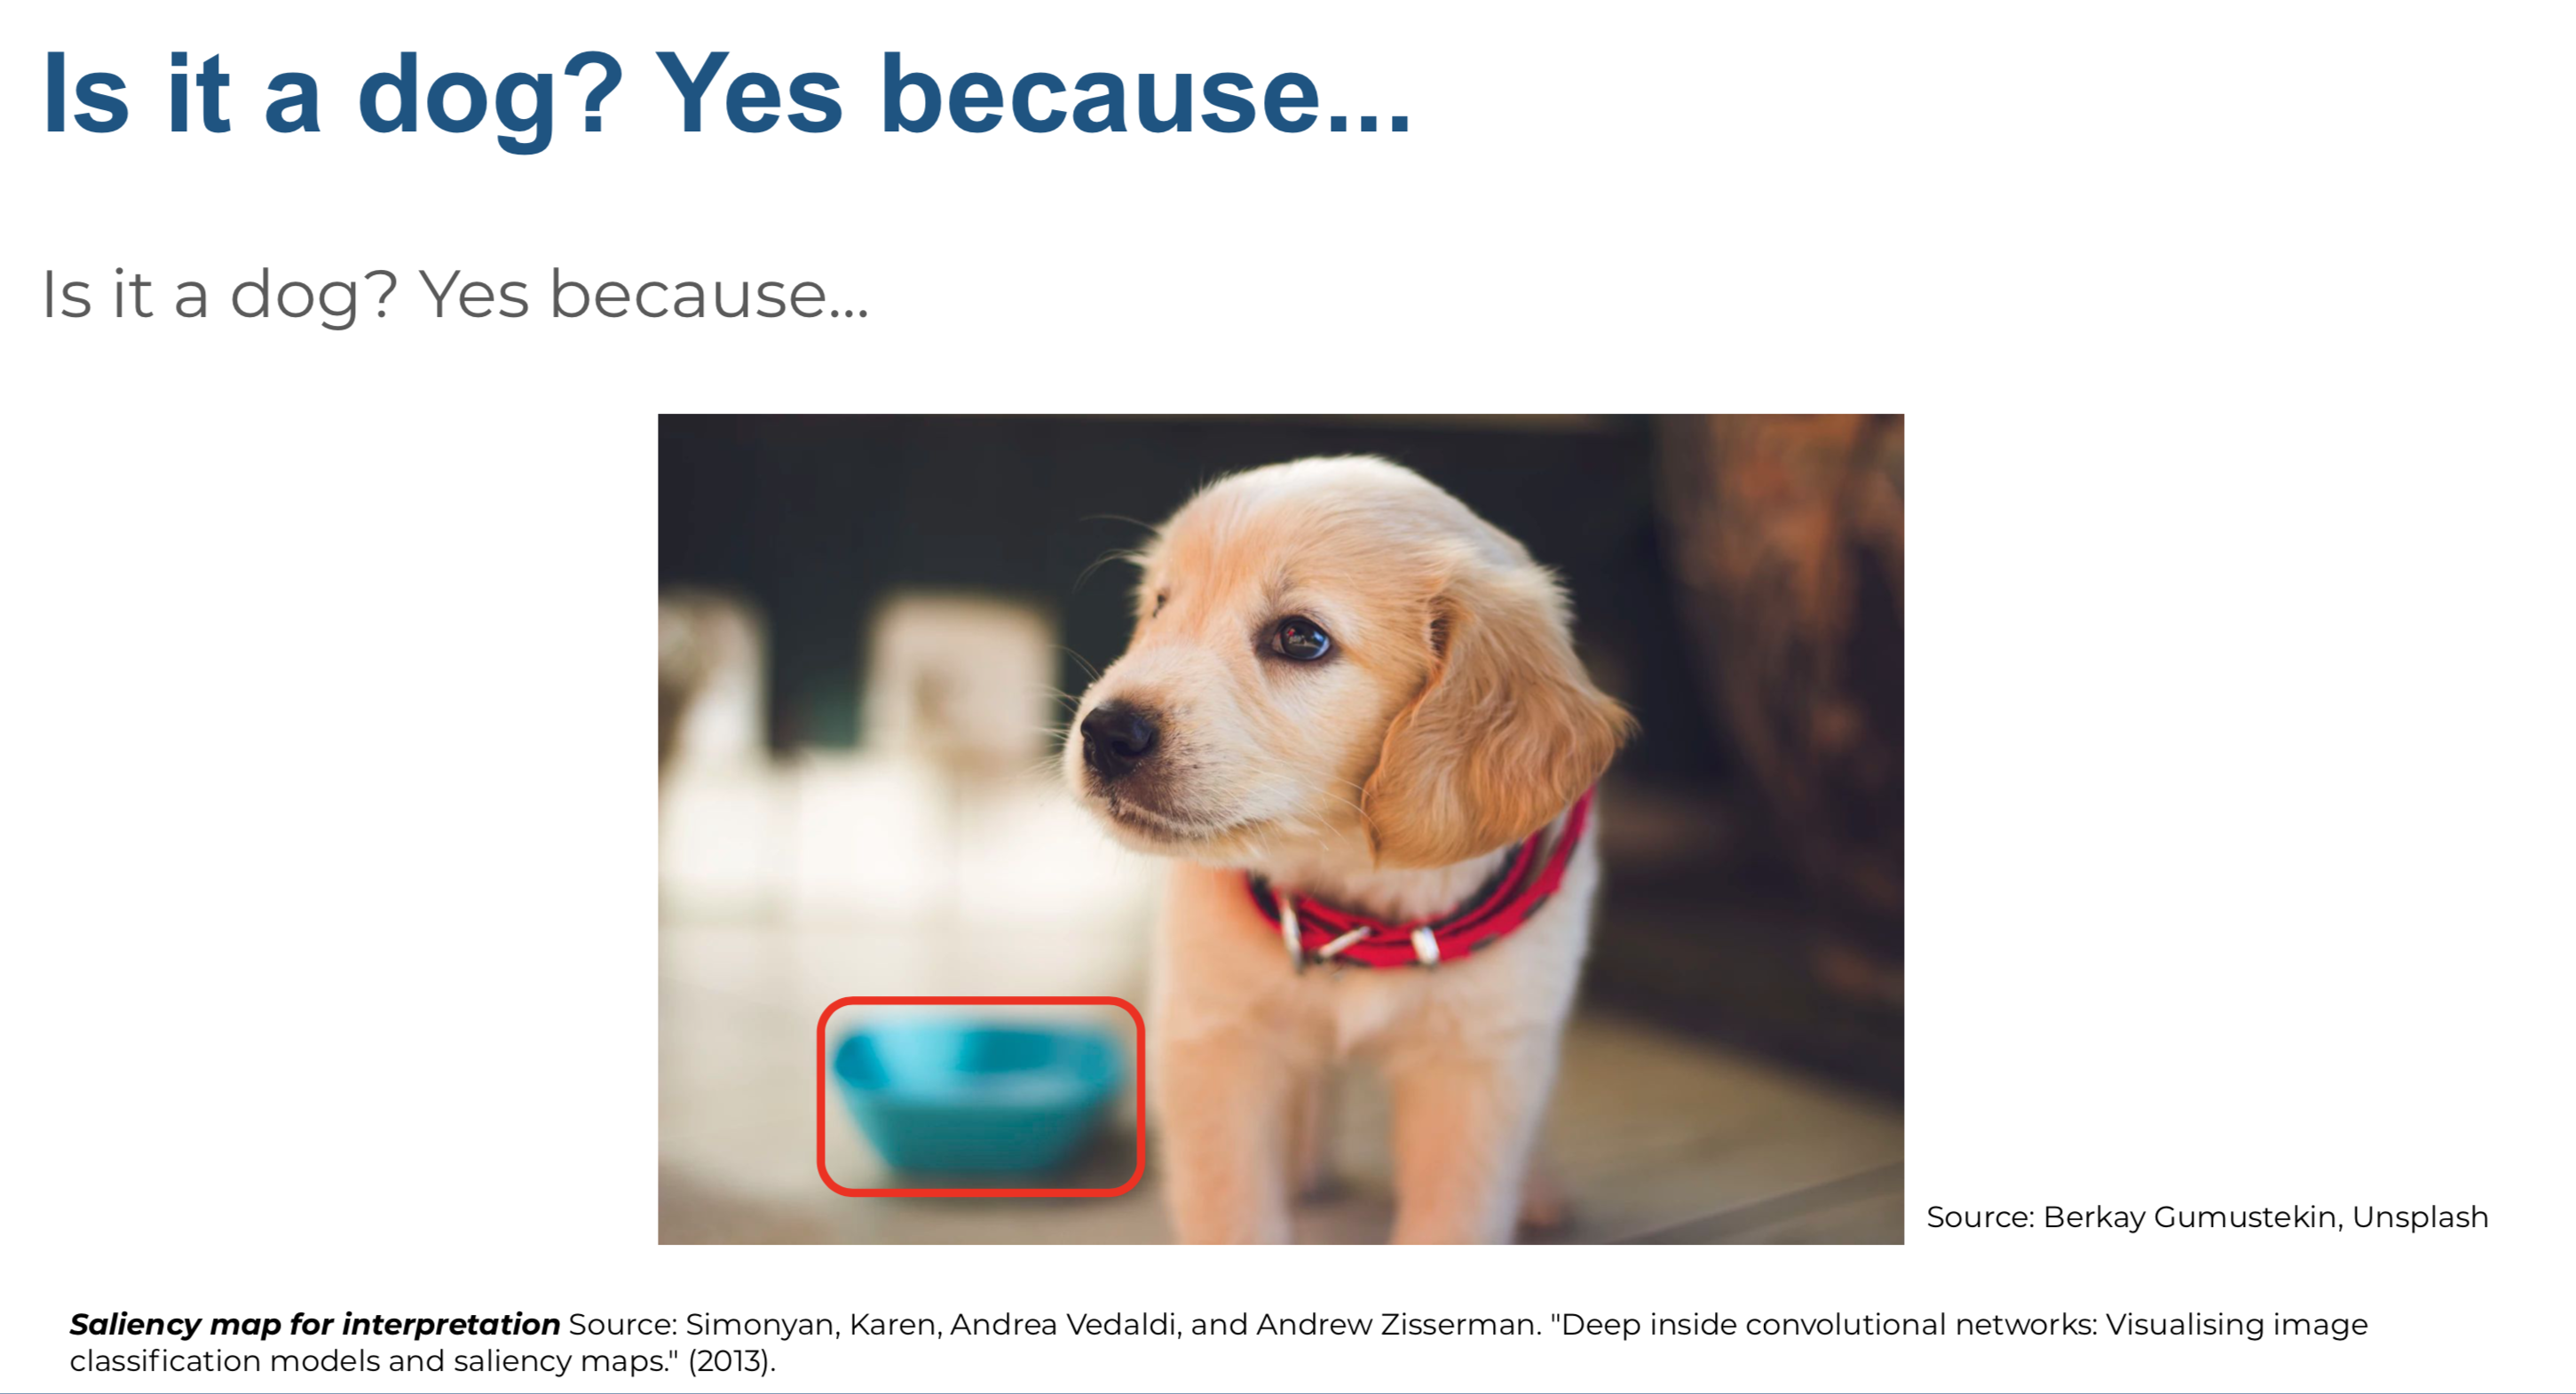 Is it a dog? Yes because...
Is it a dog? Yes because...
Source: Berkay Gumustekin, Unsplash
Saliency map for interpretation Source: Simonyan, Karen, Andrea Vedaldi, and Andrew Zisserman. "Deep inside convolutional networks: Visualising image
classification models and saliency maps." (2013).